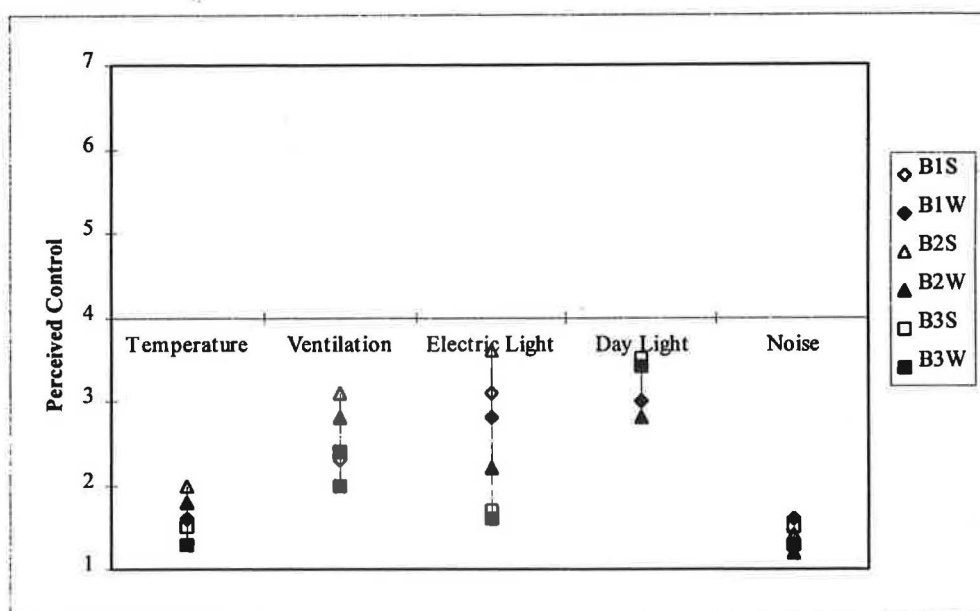 7
6
5
4
3
2
1
Perceived Control
Temperature
Ventilation
Electric Light
Day Light
Noise
B1S
B1W
B2S
B2W
B3S
B3W